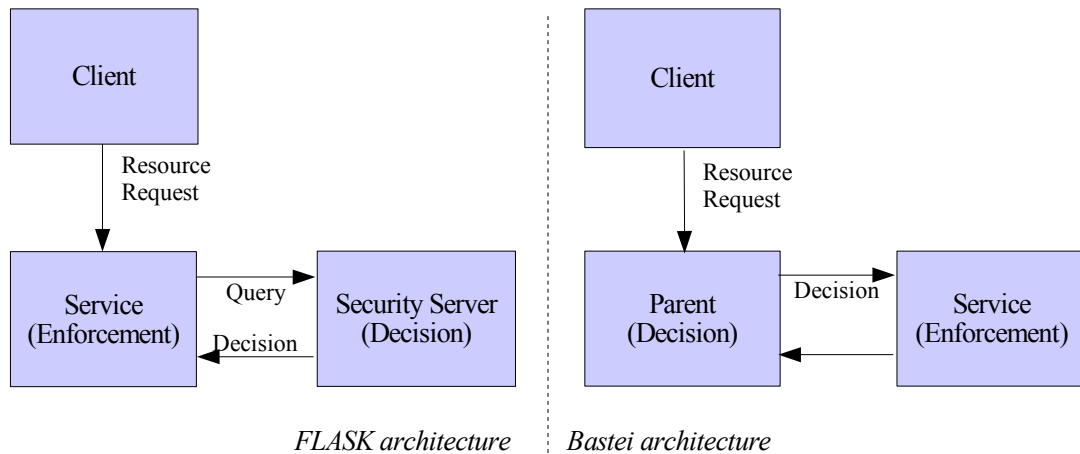 Client
Resource
Request
Service
(Enforcement)
Query
Decision
Security Server
(Decision)
FLASK architecture
Client
Resource
Request
Parent
(Decision)
Decision
Service
(Enforcement)
Bastei architecture